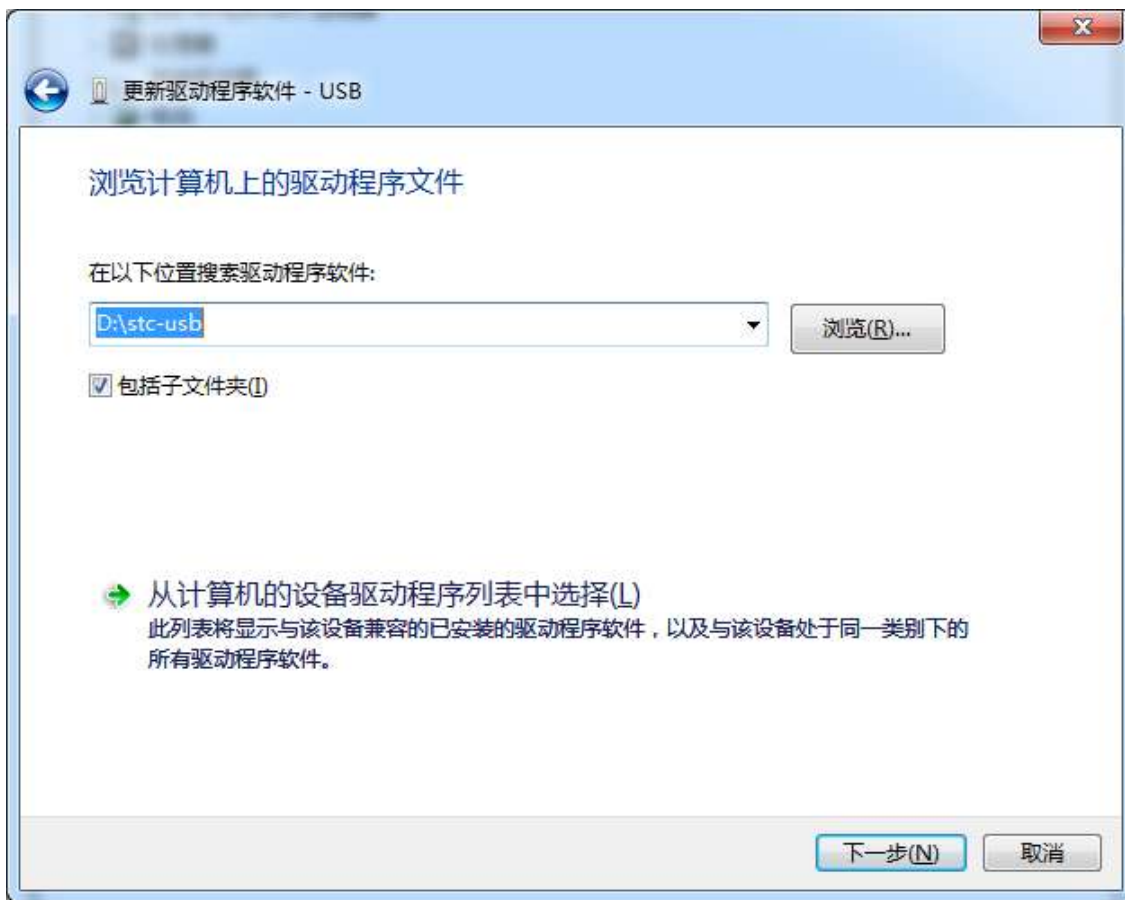 更新驱动程序软件 - USB
浏览计算机上的驱动程序文件
在以下位置搜索驱动程序软件:
D:\stc-usb
浏览(R)...
包括子文件夹(I)
从计算机的设备驱动程序列表中选择(L)
此列表将显示与该设备兼容的已安装的驱动程序软件，以及与该设备处于同一类别下的
所有驱动程序软件。
下一步(N)
取消